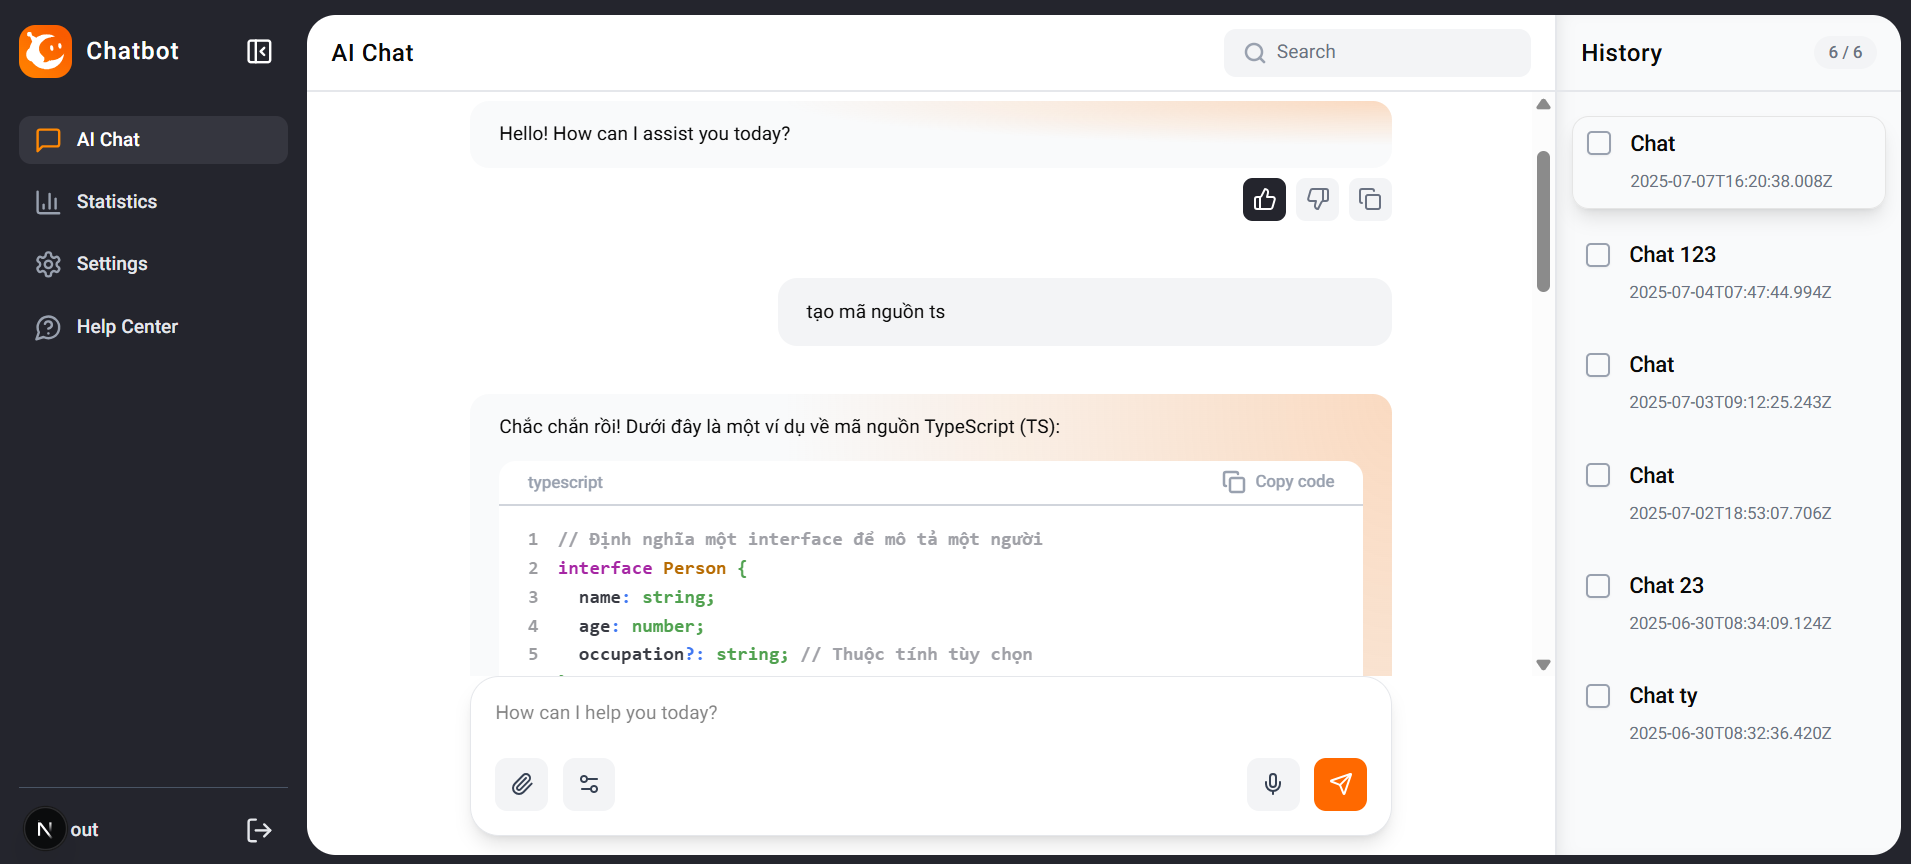 Chatbot
AI Chat
Statistics
Settings
Help Center
N out
AI Chat
Search
Hello! How can I assist you today?
tạo mã nguồn ts
Chắc chắn rồi! Dưới đây là một ví dụ về mã nguồn TypeScript (TS):
typescript
Copy code
1 // Định nghĩa một interface để mô tả một người
2 interface Person {
3 name: string;
4 age: number;
5 occupation?: string; // Thuộc tính tùy chọn
How can I help you today?
History
6 / 6
Chat
2025-07-07T16:20:38.008Z
Chat 123
2025-07-04T07:47:44.994Z
Chat
2025-07-03T09:12:25.243Z
Chat
2025-07-02T18:53:07.706Z
Chat 23
2025-06-30T08:34:09.124Z
Chat ty
2025-06-30T08:32:36.420Z